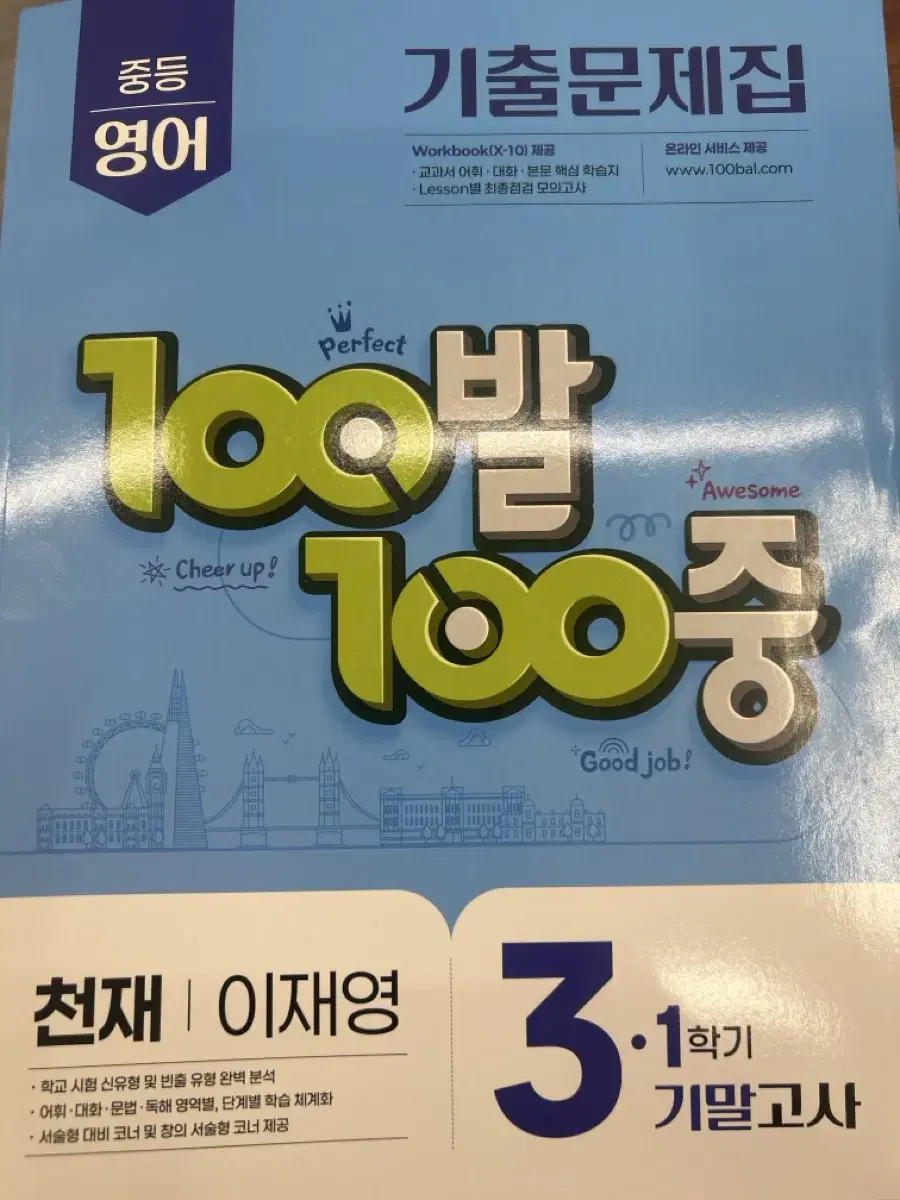 중등
영어
기출문제집
Workbook(X-10) 제공
· 교과서 어휘 · 대화 · 본문 핵심 학습지
· Lesson별 최종점검 모의고사
온라인 서비스 제공
www.100bal.com
Perfect
100발
Awesome
Cheer up!
100중
Good job!
천재 | 이재영
· 학교 시험 신유형 및 빈출 유형 완벽 분석
· 어휘 · 대화 · 문법 · 독해 영역별, 단계별 학습 체계화
· 서술형 대비 코너 및 창의 서술형 코너 제공
3·1학기
기말고사